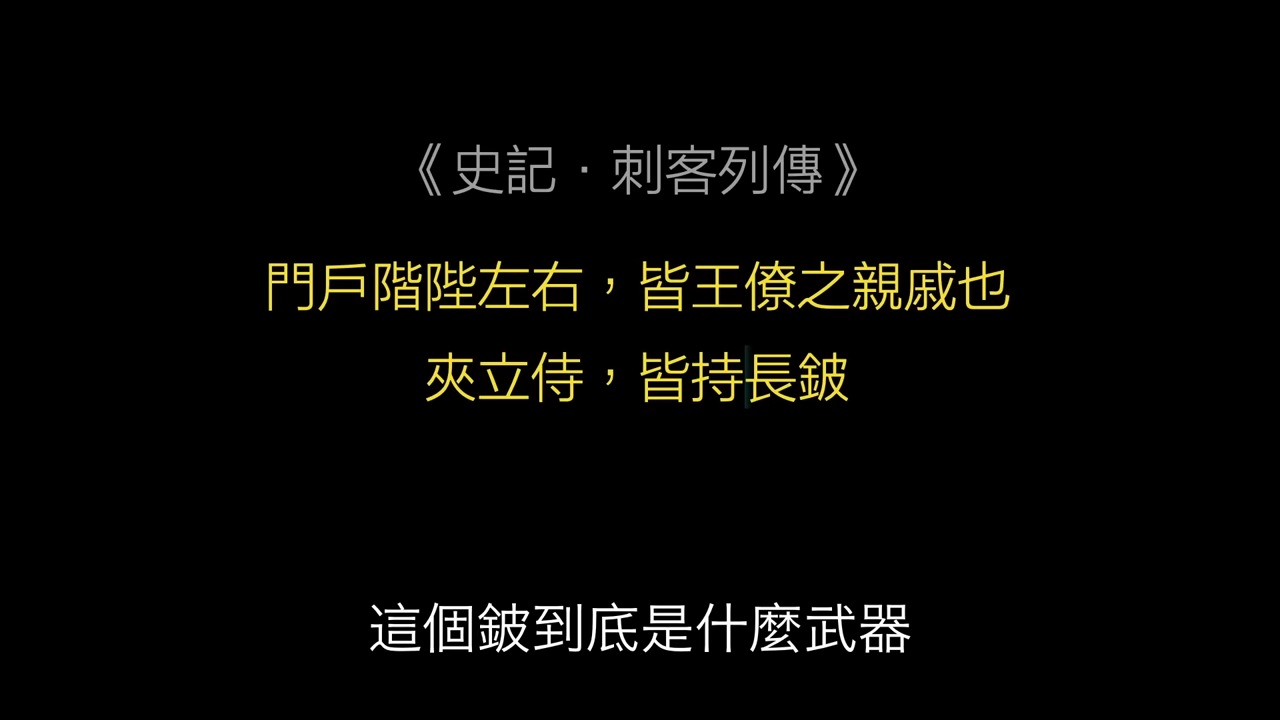 《史記·刺客列傳》
門戶階陛左右，皆王僚之親戚也
夾立侍，皆持長鈹
這個鈹到底是什麼武器